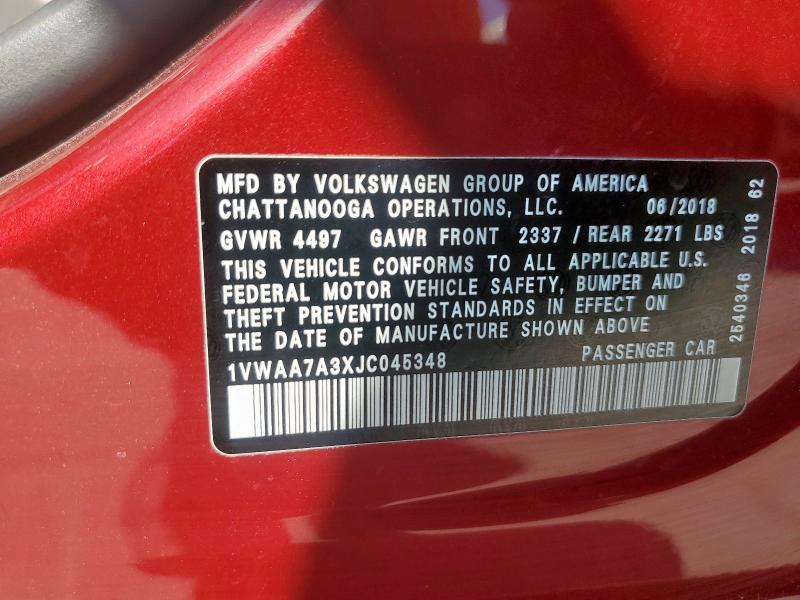 MFD BY VOLKSWAGEN GROUP OF AMERICA
CHATTANOOGA OPERATIONS, LLC. 06/2018
GVWR 4497 GAWR FRONT 2337 / REAR 2271 LBS
THIS VEHICLE CONFORMS TO ALL APPLICABLE U.S.
FEDERAL MOTOR VEHICLE SAFETY, BUMPER AND
THEFT PREVENTION STANDARDS IN EFFECT ON
THE DATE OF MANUFACTURE SHOWN ABOVE
1VWAA7A3XJC045348 PASSENGER CAR
2540346 2018 62